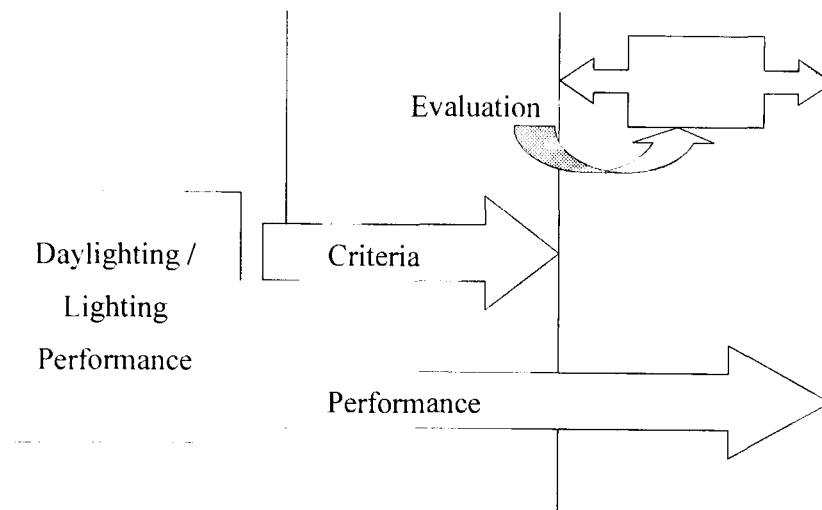 Evaluation
Daylighting /
Lighting
Performance
Criteria
Performance